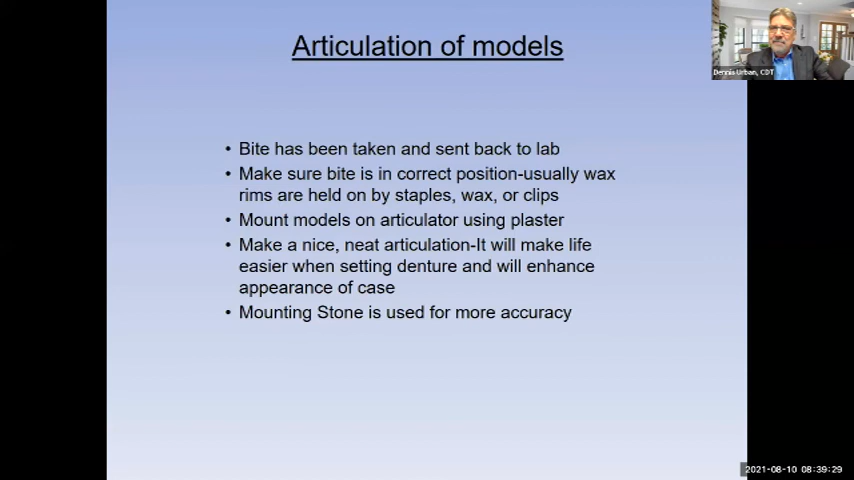 Articulation of models
Dennis Urban, CDT
• Bite has been taken and sent back to lab
• Make sure bite is in correct position-usually wax
rims are held on by staples, wax, or clips
• Mount models on articulator using plaster
• Make a nice, neat articulation-It will make life
easier when setting denture and will enhance
appearance of case
• Mounting Stone is used for more accuracy
2021-08-10 08:39:29